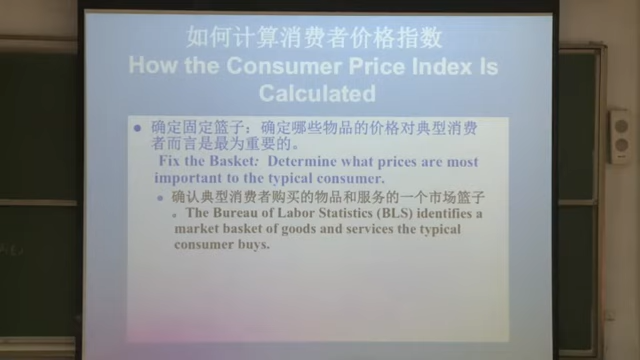 如何计算消费者价格指数
How the Consumer Price Index Is
Calculated
确定固定篮子：确定哪些物品的价格对典型消费
者而言是最为重要的。
Fix the Basket: Determine what prices are most
important to the typical consumer.
确认典型消费者购买的物品和服务的一个市场篮子
。The Bureau of Labor Statistics (BLS) identifies a
market basket of goods and services the typical
consumer buys.